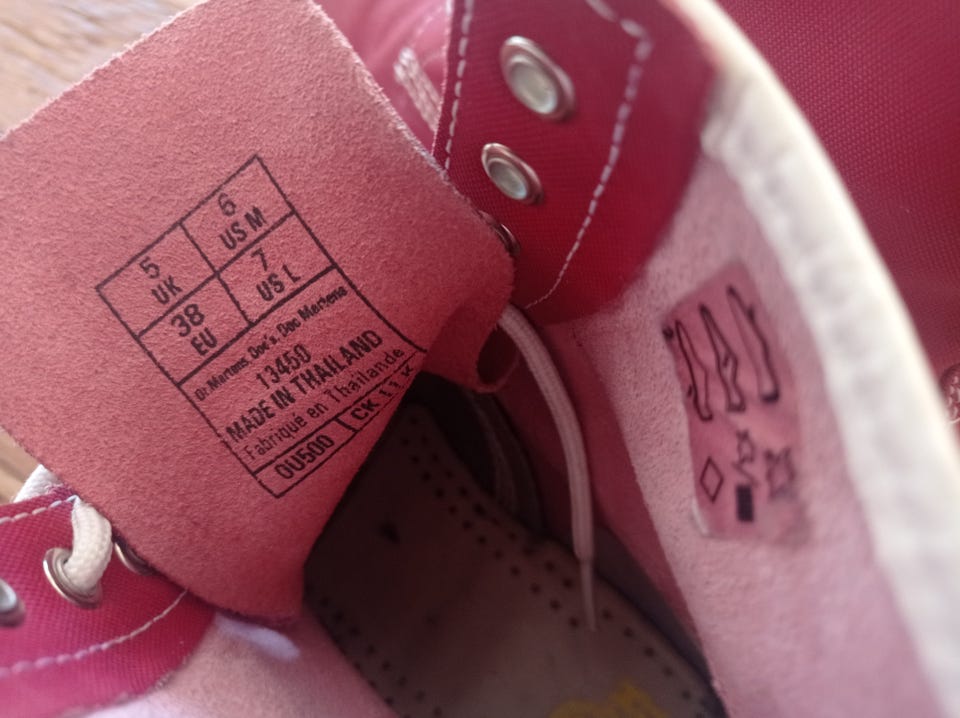 5 UK
6 US M
38 EU
7 US L
Dr. Martens, Doc's, Doc Martens
13450
MADE IN THAILAND
Fabriqué en Thaïlande
0U500
CK 11 K